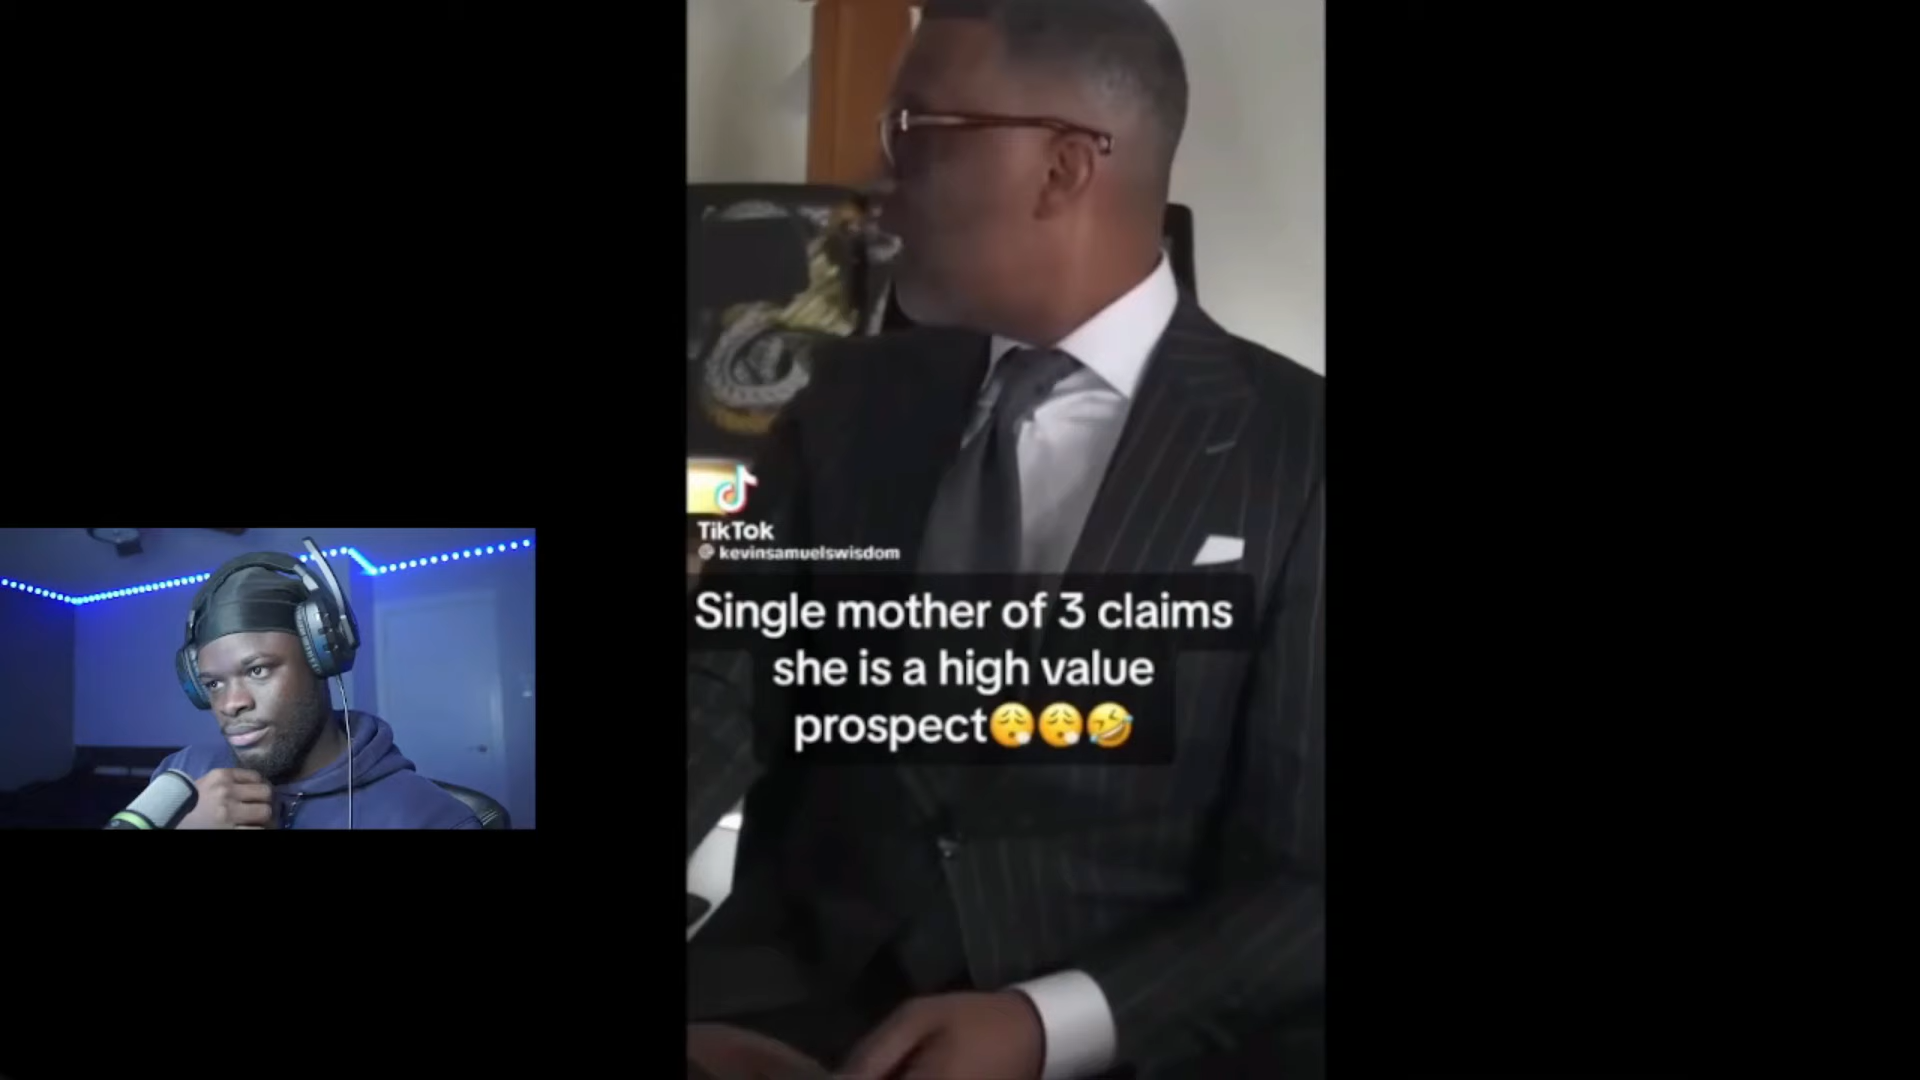 TikTok
@ kevinsamuelswisdom
Single mother of 3 claims
she is a high value
prospect😮‍💨😮‍💨🤣